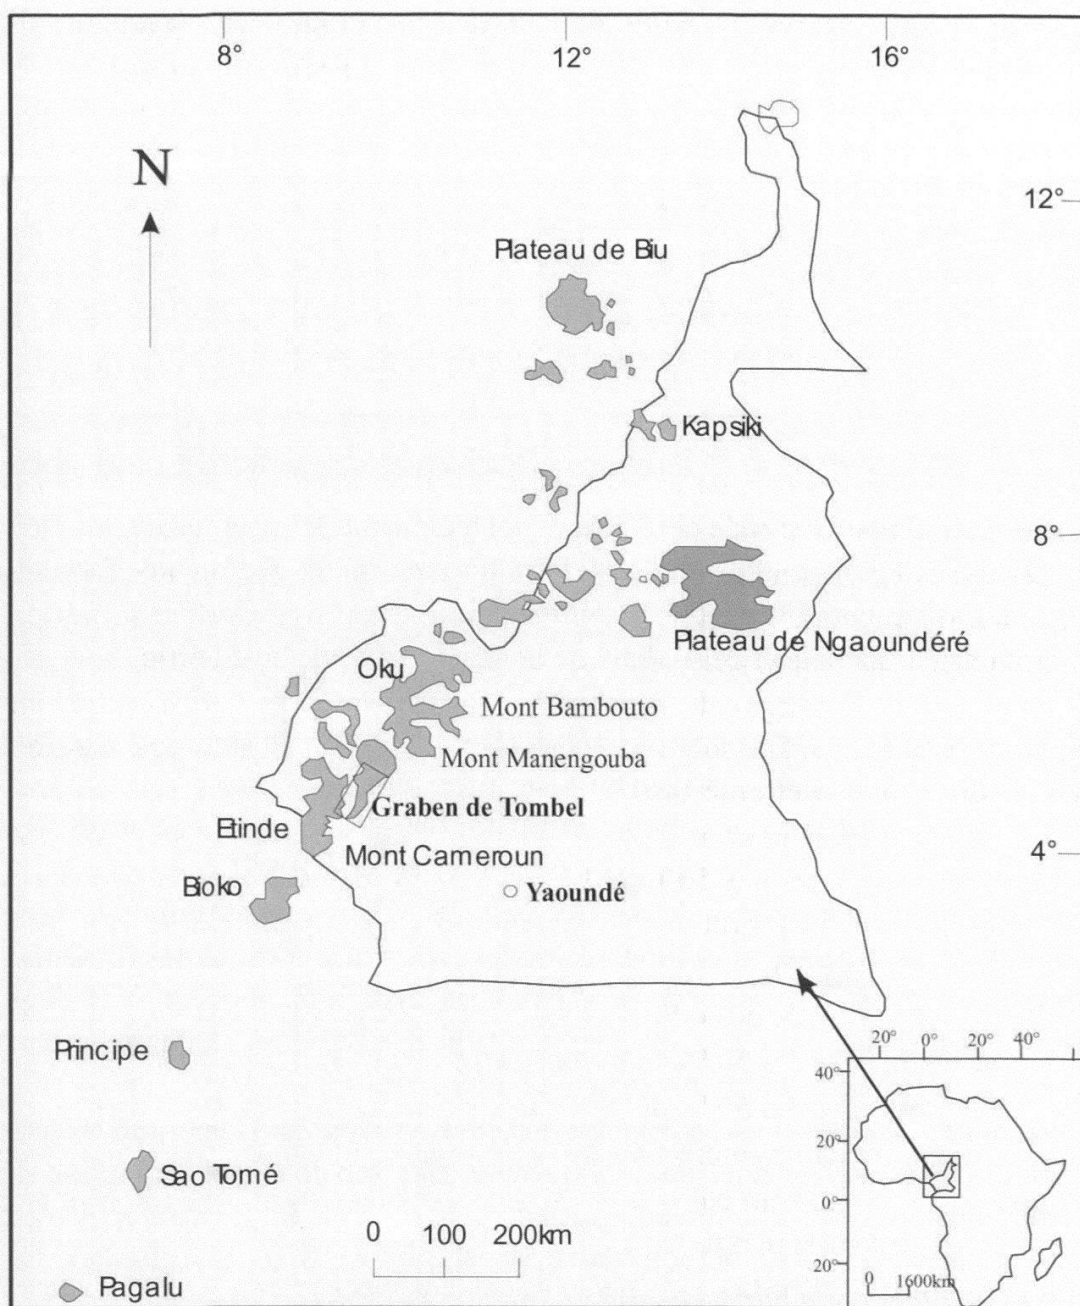 8° 12° 16°
N
12°
Plateau de Biu
Kapsiki
8°
Plateau de Ngaoundéré
Oku
Mont Bambouto
Mont Manengouba
Graben de Tombel
Etinde
Mont Cameroun
4°
Bioko
Yaoundé
Principe
20° 0° 20° 40°
40°
20°
Sao Tomé
0°
0 100 200km
20°
0 1600km
Pagalu